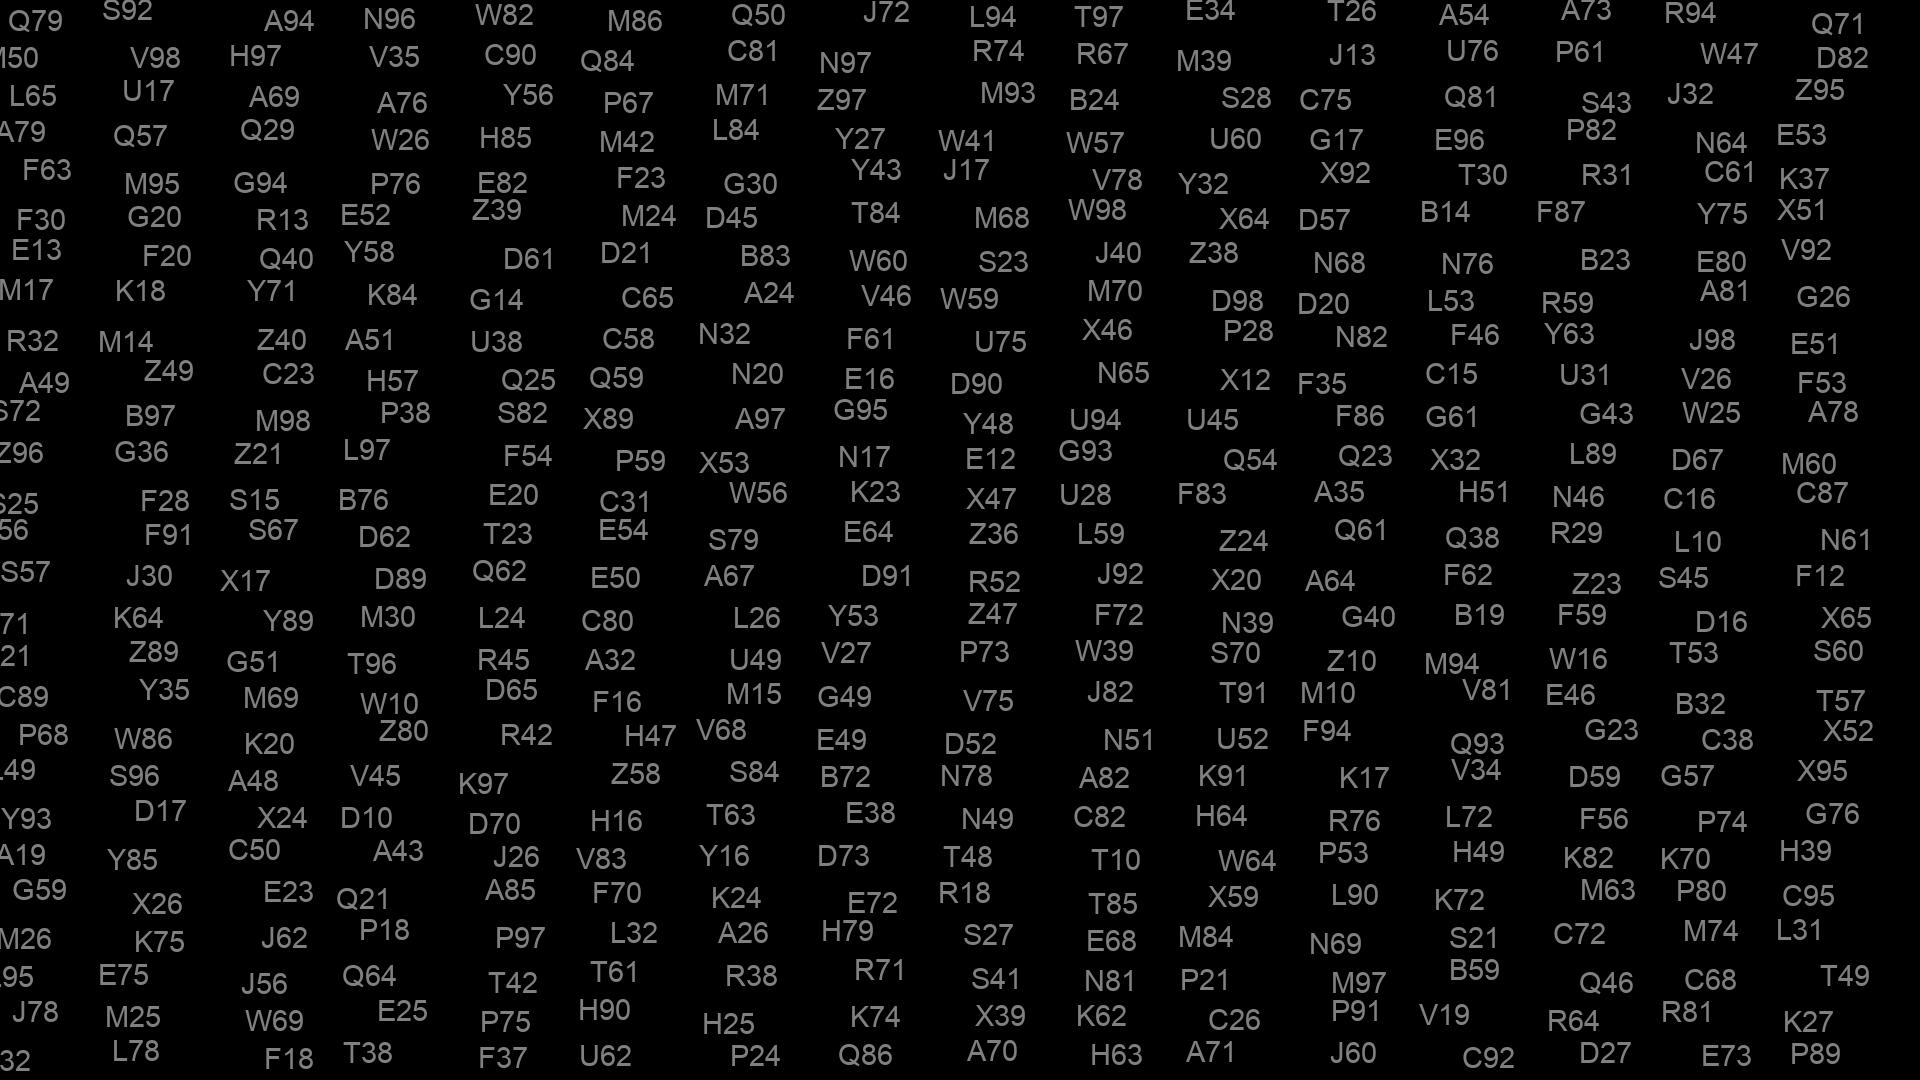 Q79 S92 A94 N96 W82 M86 Q50 J72 L94 T97 E34 T26 A54 A73 R94 Q71
V98 H97 V35 C90 Q84 C81 N97 R74 R67 M39 J13 U76 P61 W47 D82
L65 U17 A69 A76 Y56 P67 M71 Z97 M93 B24 S28 C75 Q81 S43 J32 Z95
A79 Q57 Q29 W26 H85 M42 L84 Y27 W41 W57 U60 G17 E96 P82 N64 E53
F63 M95 G94 P76 E82 F23 G30 Y43 J17 V78 Y32 X92 T30 R31 C61 K37
F30 G20 R13 E52 Z39 M24 D45 T84 M68 W98 X64 D57 B14 F87 Y75 X51
E13 F20 Q40 Y58 D61 D21 B83 W60 S23 J40 Z38 N68 N76 B23 E80 V92
M17 K18 Y71 K84 G14 C65 A24 V46 W59 M70 D98 D20 L53 R59 A81 G26
R32 M14 Z40 A51 U38 C58 N32 F61 U75 X46 P28 N82 F46 Y63 J98 E51
A49 Z49 C23 H57 Q25 Q59 N20 E16 D90 N65 X12 F35 C15 U31 V26 F53
S72 B97 M98 P38 S82 X89 A97 G95 Y48 U94 U45 F86 G61 G43 W25 A78
Z96 G36 Z21 L97 F54 P59 X53 N17 E12 G93 Q54 Q23 X32 L89 D67 M60
S25 F28 S15 B76 E20 C31 W56 K23 X47 U28 F83 A35 H51 N46 C16 C87
56 F91 S67 D62 T23 E54 S79 E64 Z36 L59 Z24 Q61 Q38 R29 L10 N61
S57 J30 X17 D89 Q62 E50 A67 D91 R52 J92 X20 A64 F62 Z23 S45 F12
71 K64 Y89 M30 L24 C80 L26 Y53 Z47 F72 N39 G40 B19 F59 D16 X65
21 Z89 G51 T96 R45 A32 U49 V27 P73 W39 S70 Z10 M94 W16 T53 S60
C89 Y35 M69 W10 D65 F16 M15 G49 V75 J82 T91 M10 V81 E46 B32 T57
P68 W86 K20 Z80 R42 H47 V68 E49 D52 N51 U52 F94 Q93 G23 C38 X52
49 S96 A48 V45 K97 Z58 S84 B72 N78 A82 K91 K17 V34 D59 G57 X95
Y93 D17 X24 D10 D70 H16 T63 E38 N49 C82 H64 R76 L72 F56 P74 G76
A19 Y85 C50 A43 J26 V83 Y16 D73 T48 T10 W64 P53 H49 K82 K70 H39
G59 X26 E23 Q21 A85 F70 K24 E72 R18 T85 X59 L90 K72 M63 P80 C95
M26 K75 J62 P18 P97 L32 A26 H79 S27 E68 M84 N69 S21 C72 M74 L31
95 E75 J56 Q64 T42 T61 R38 R71 S41 N81 P21 M97 B59 Q46 C68 T49
J78 M25 W69 E25 P75 H90 H25 K74 X39 K62 C26 P91 V19 R64 R81 K27
32 L78 F18 T38 F37 U62 P24 Q86 A70 H63 A71 J60 C92 D27 E73 P89